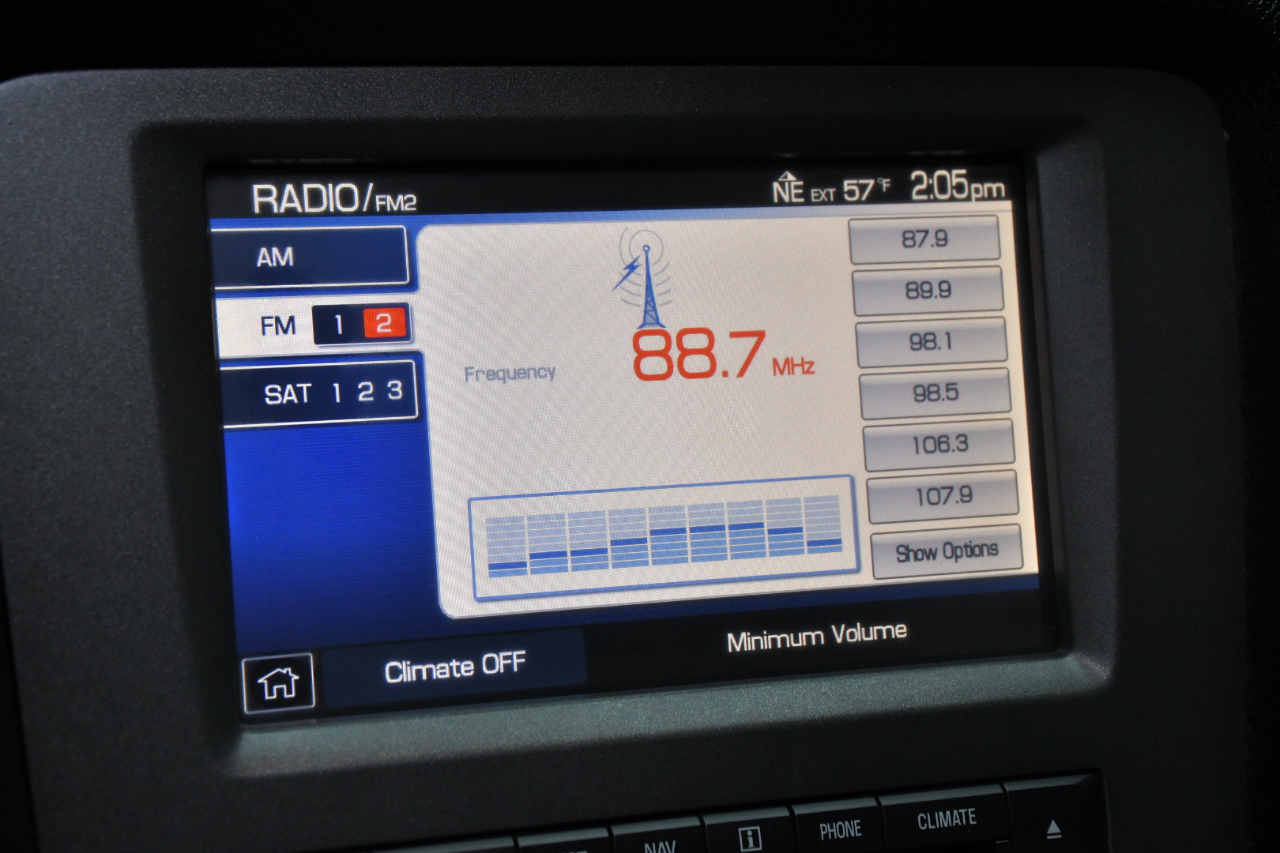 RADIO/FM2
NE EXT 57°F 2:05pm
AM
FM 1 2
SAT 1 2 3
Frequency 88.7 MHz
87.9
89.9
98.1
98.5
106.3
107.9
Show Options
Climate OFF
Minimum Volume
NAV
i
PHONE
CLIMATE